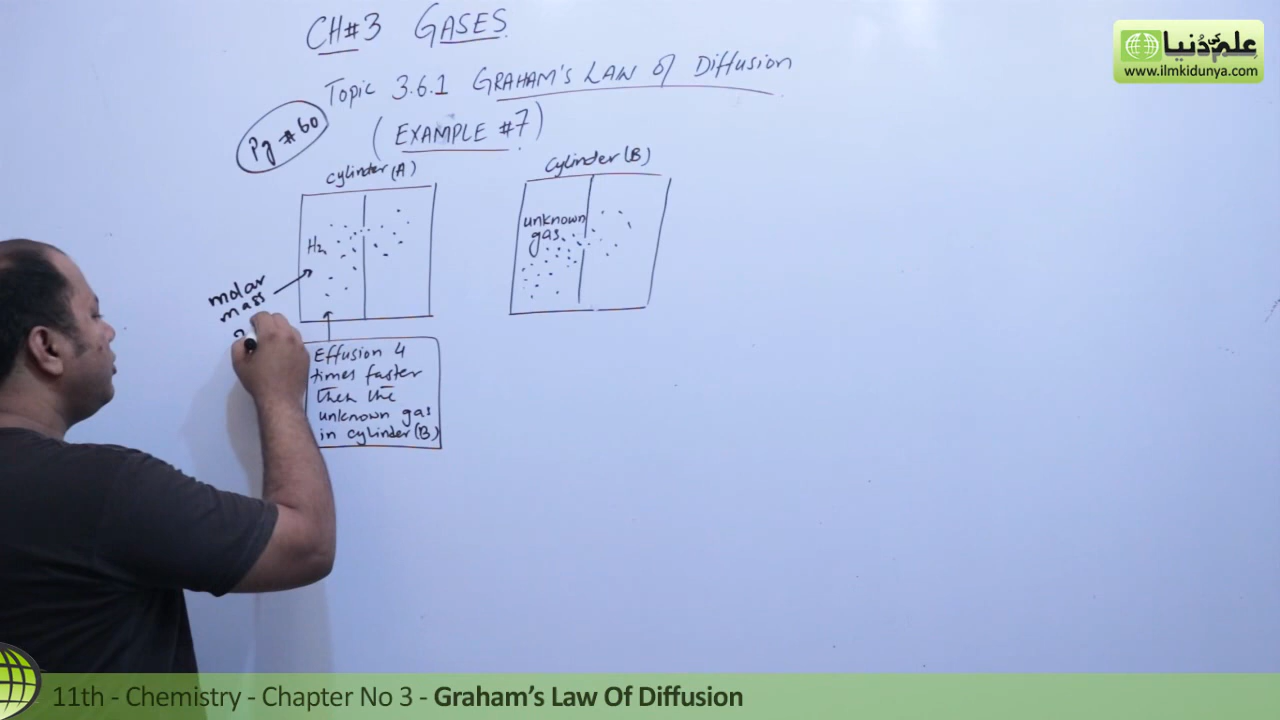 CH#3 GASES
Topic 3.6.1 GRAHAM'S LAW of Diffusion
Pg #60
(EXAMPLE #7)
cylinder (A)
cylinder (B)
H₂
unknown
gas
molar
mass
2
Effusion 4
times faster
then the
unknown gas
in cylinder (B)
علم کی دُنیا
www.ilmkidunya.com
11th - Chemistry - Chapter No 3 - Graham's Law Of Diffusion